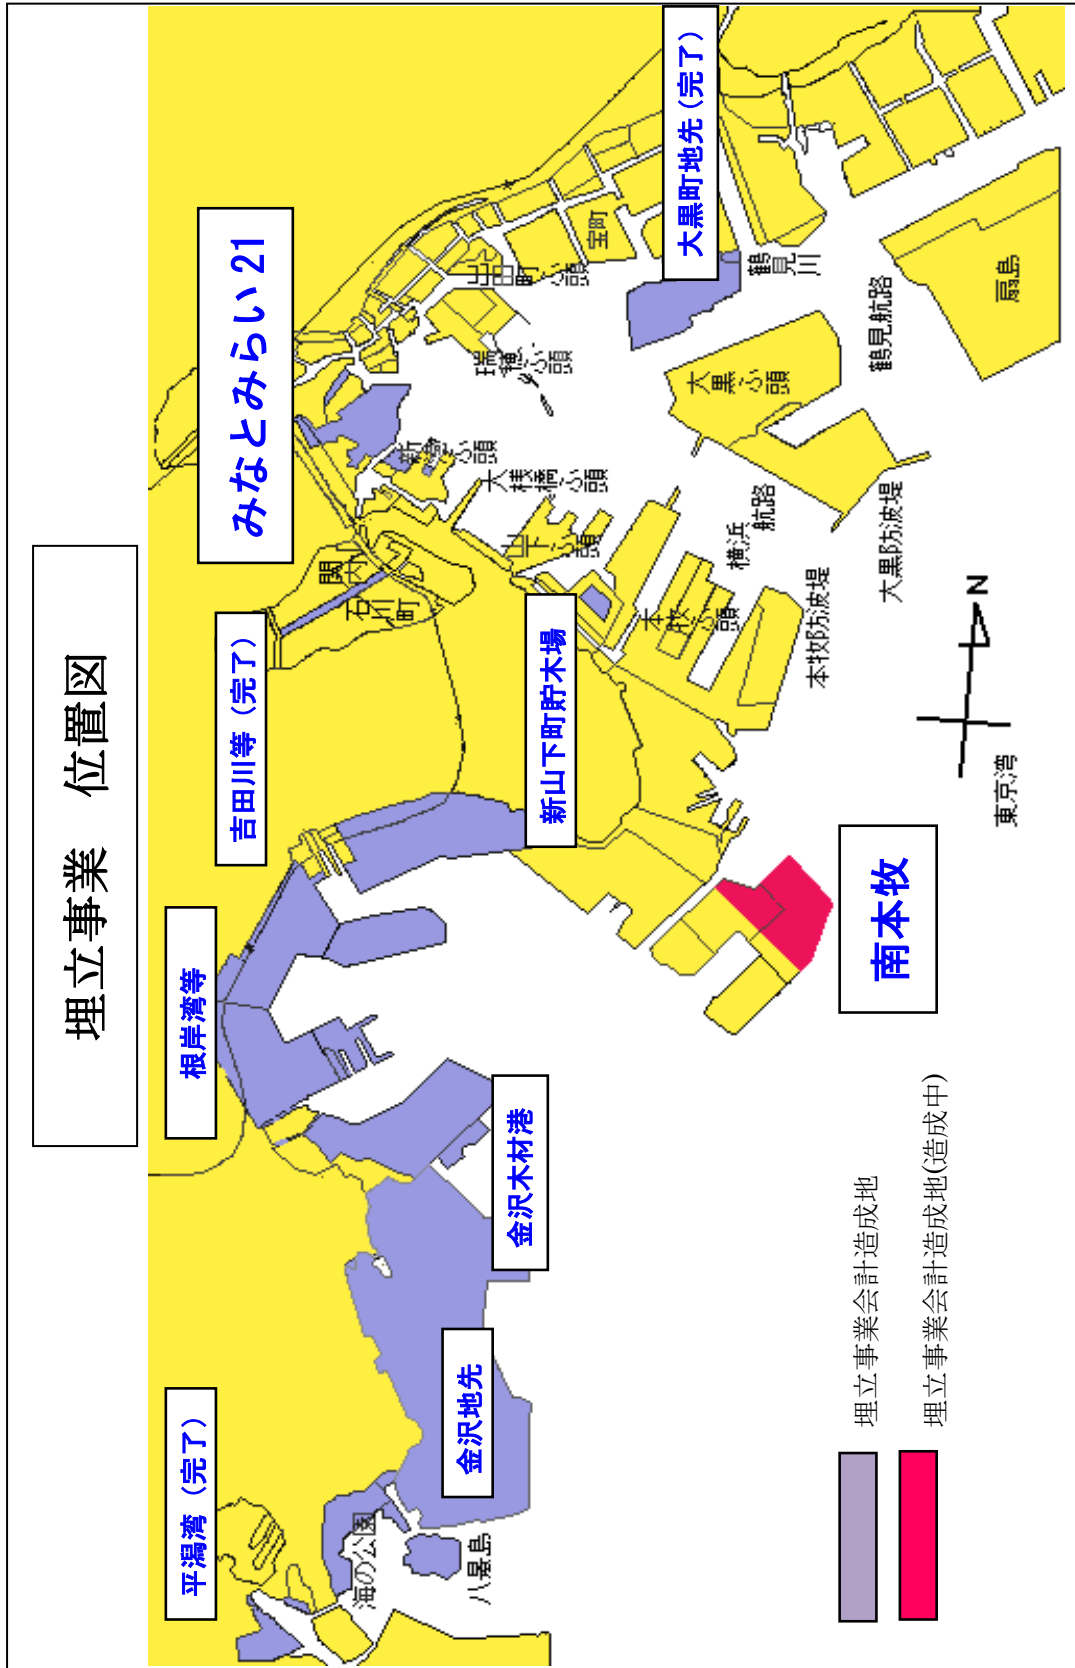 埋立事業 位置図
平潟湾（完了）
根岸湾等
吉田川等（完了）
みなとみらい21
大黒町地先（完了）
金沢地先
金沢木材港
新山下町貯木場
南本牧
海の公園
八景島
石川町
関内
新港ふ頭
大桟橋ふ頭
山下ふ頭
本牧ふ頭
瑞穂ふ頭
出田町ふ頭
宝町
鶴見川
大黒ふ頭
扇島
鶴見航路
横浜
航路
大黒防波堤
本牧防波堤
東京湾
N
埋立事業会計造成地
埋立事業会計造成地(造成中)